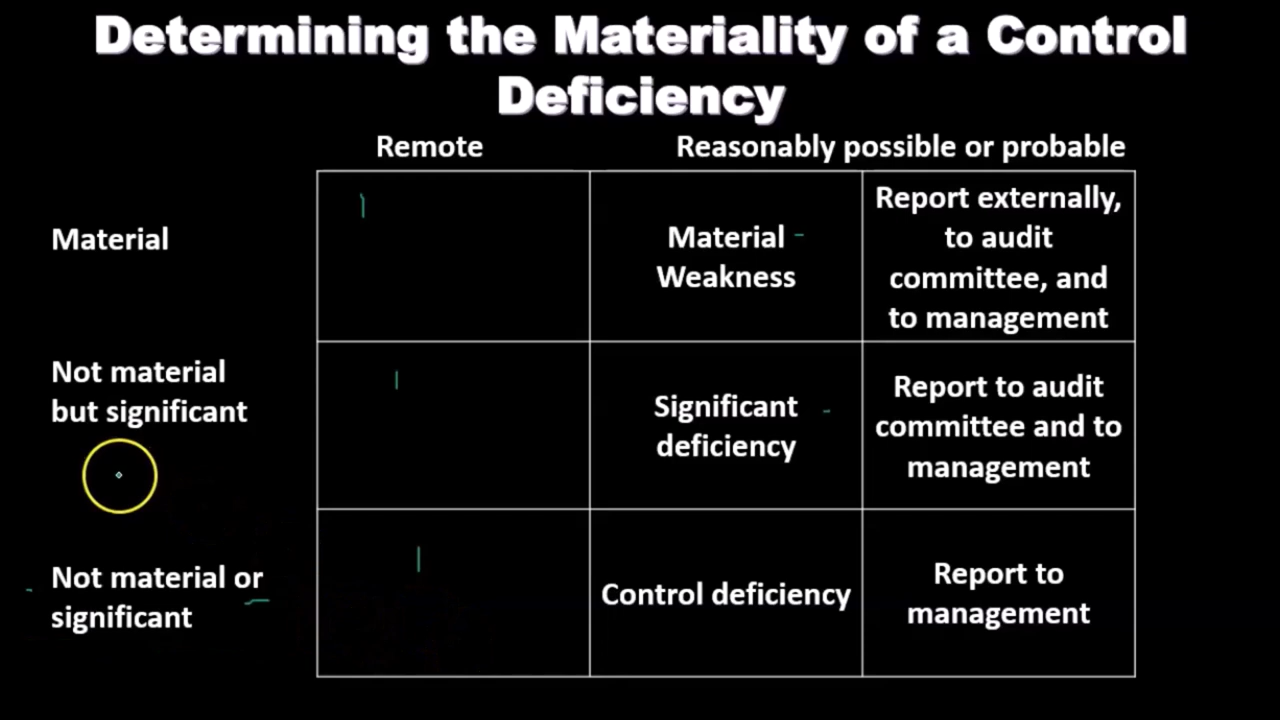 Determining the Materiality of a Control
Deficiency
Remote
Reasonably possible or probable
Material
Material
Weakness
Report externally,
to audit
committee, and
to management
Not material
but significant
Significant
deficiency
Report to audit
committee and to
management
Not material or
significant
Control deficiency
Report to
management